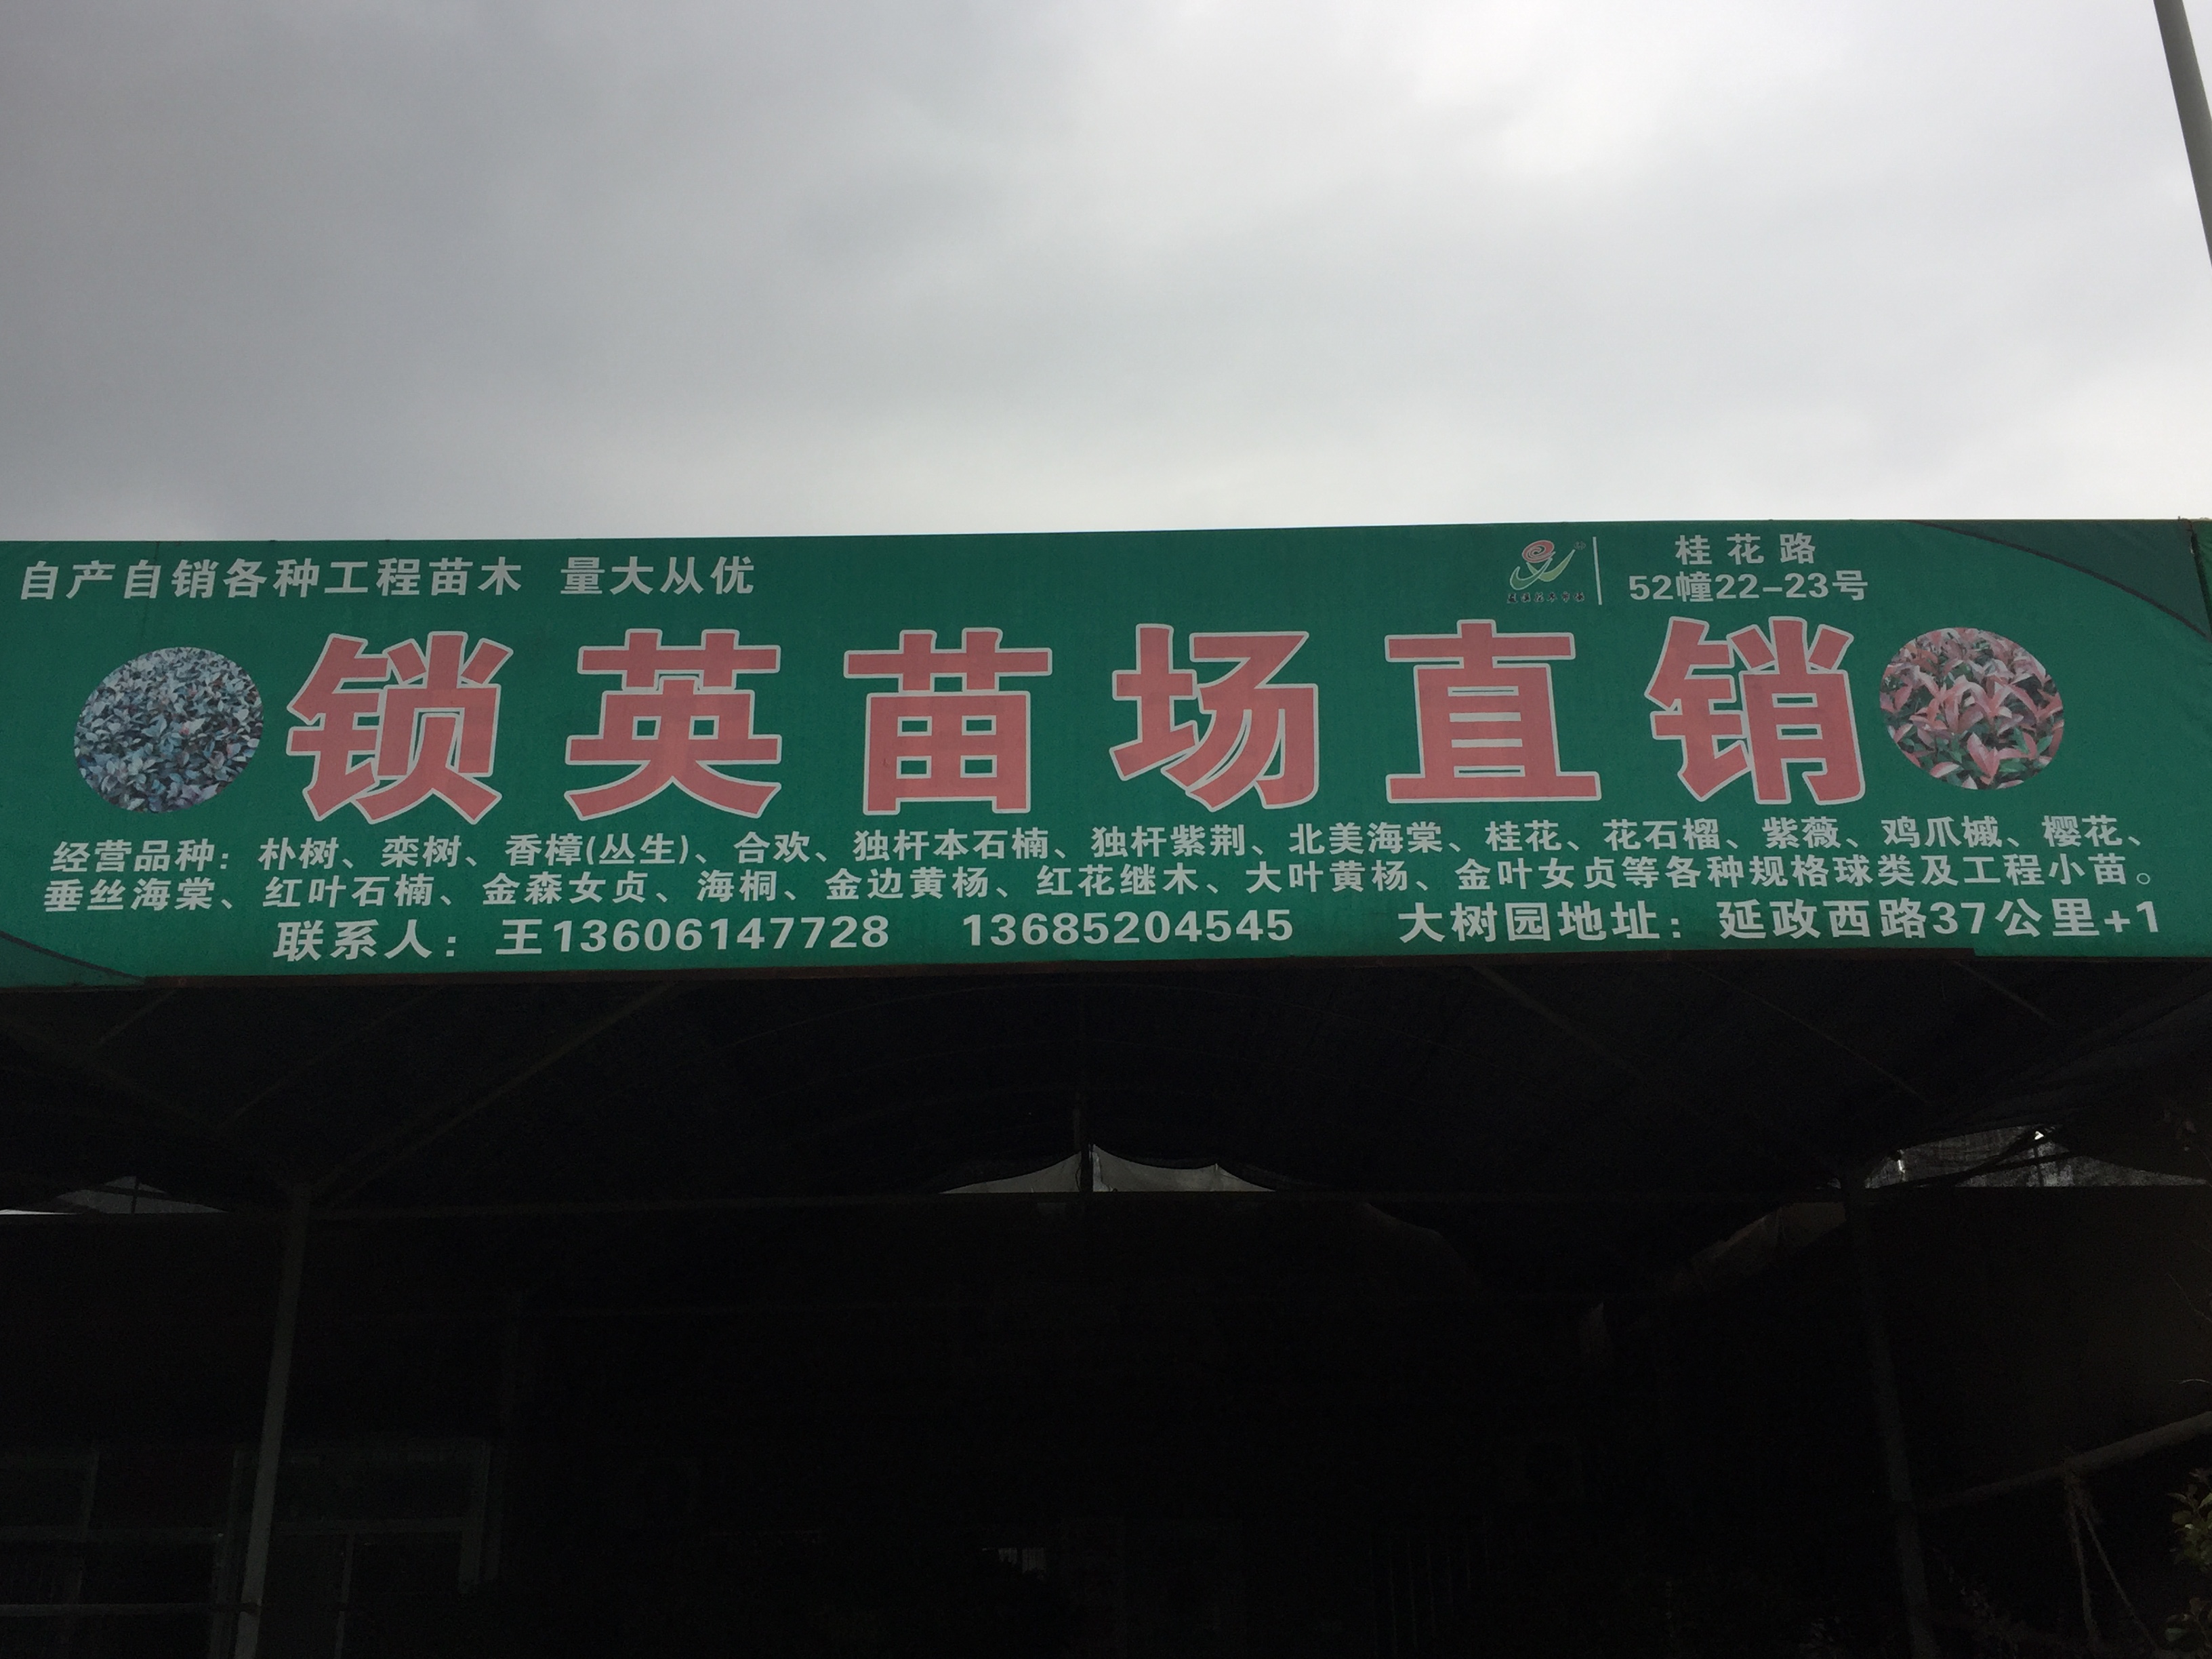 自产自销各种工程苗木 量大从优
桂花路
52幢22-23号
锁英苗场直销
经营品种：朴树、栾树、香樟(丛生)、合欢、独杆本石楠、独杆紫荆、北美海棠、桂花、花石榴、紫薇、鸡爪槭、樱花、
垂丝海棠、红叶石楠、金森女贞、海桐、金边黄杨、红花继木、大叶黄杨、金叶女贞等各种规格球类及工程小苗。
联系人：王13606147728 13685204545 大树园地址：延政西路37公里+1